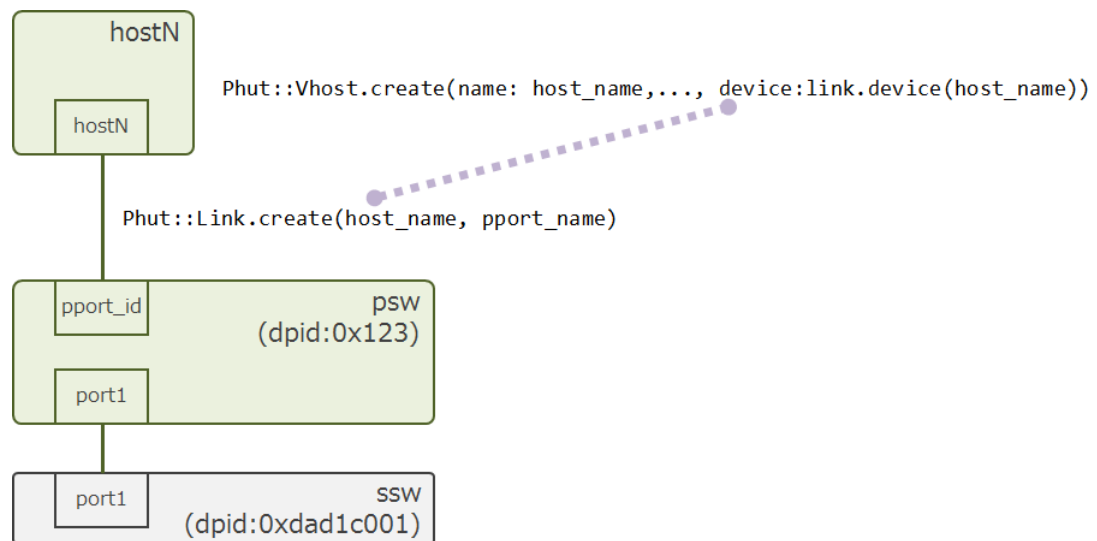 hostN
Phut::Vhost.create(name: host_name,..., device:link.device(host_name))
hostN
Phut::Link.create(host_name, pport_name)
pport_id
psw
(dpid:0x123)
port1
port1
ssw
(dpid:0xdad1c001)